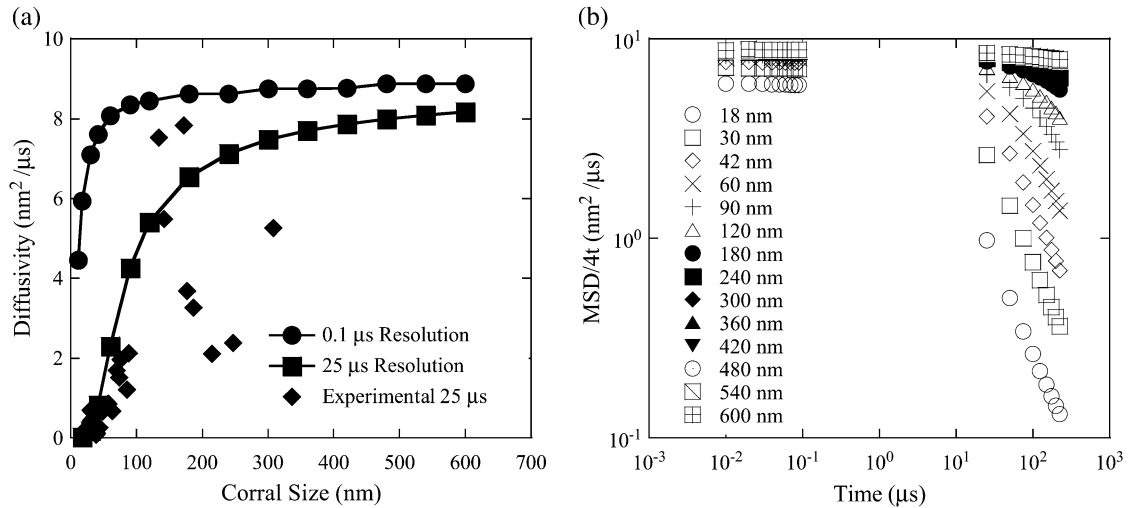 (a)
10
8
6
4
2
0
Diffusivity (nm² /μs)
0 100 200 300 400 500 600 700
Corral Size (nm)
0.1 μs Resolution
25 μs Resolution
Experimental 25 μs
(b)
10¹
10⁰
10⁻¹
MSD/4t (nm² /μs)
18 nm
30 nm
42 nm
60 nm
90 nm
120 nm
180 nm
240 nm
300 nm
360 nm
420 nm
480 nm
540 nm
600 nm
10⁻³ 10⁻² 10⁻¹ 10⁰ 10¹ 10² 10³
Time (μs)